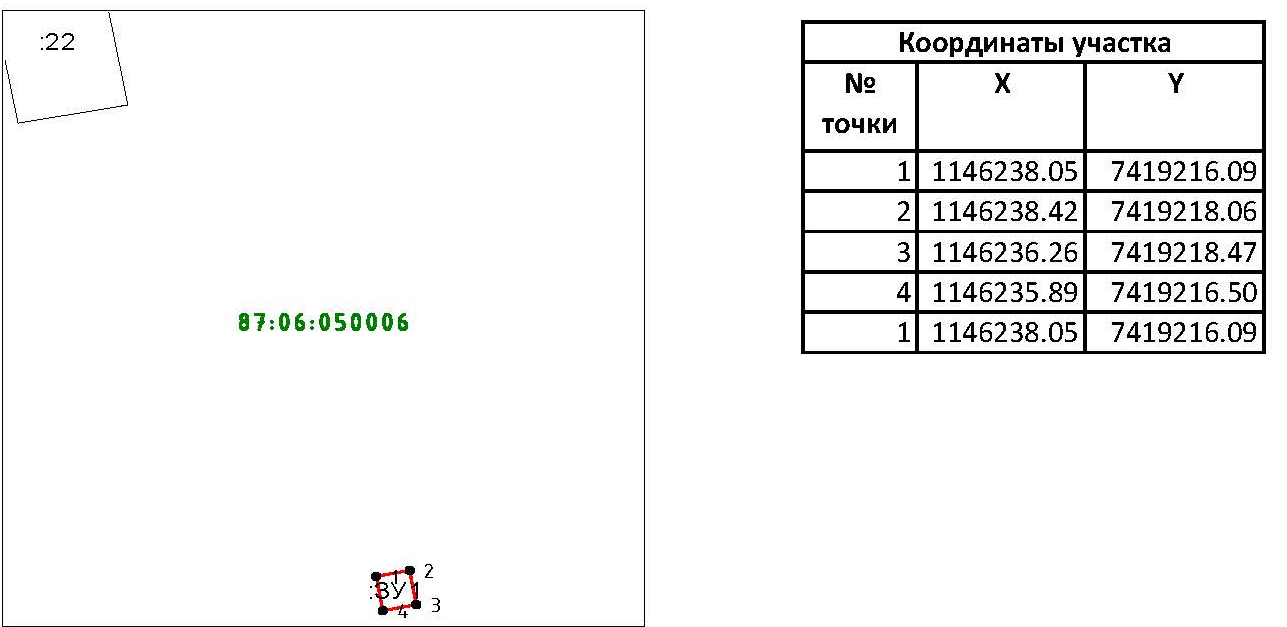 :22
87:06:050006
1
2
:ЗУ1
3
4
Координаты участка
№ точки X Y
1 1146238.05 7419216.09
2 1146238.42 7419218.06
3 1146236.26 7419218.47
4 1146235.89 7419216.50
1 1146238.05 7419216.09